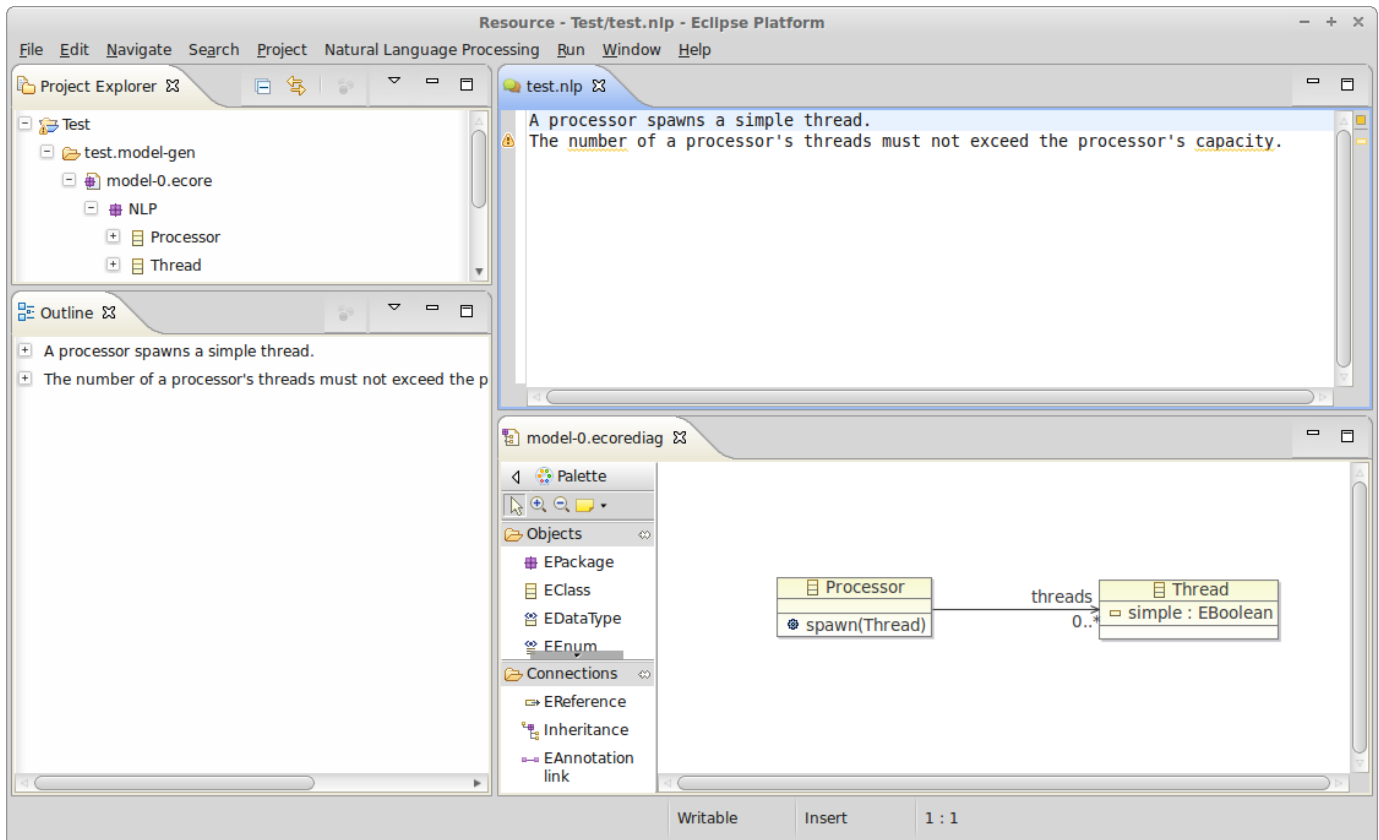 Resource - Test/test.nlp - Eclipse Platform
File Edit Navigate Search Project Natural Language Processing Run Window Help
Project Explorer
Test
test.model-gen
model-0.ecore
NLP
Processor
Thread
Outline
A processor spawns a simple thread.
The number of a processor's threads must not exceed the p
test.nlp
A processor spawns a simple thread.
The number of a processor's threads must not exceed the processor's capacity.
model-0.ecorediag
Palette
Objects
EPackage
EClass
EDataType
EEnum
Connections
EReference
Inheritance
EAnnotation
link
Processor
spawn(Thread)
threads
0..*
Thread
simple : EBoolean
Writable Insert 1 : 1